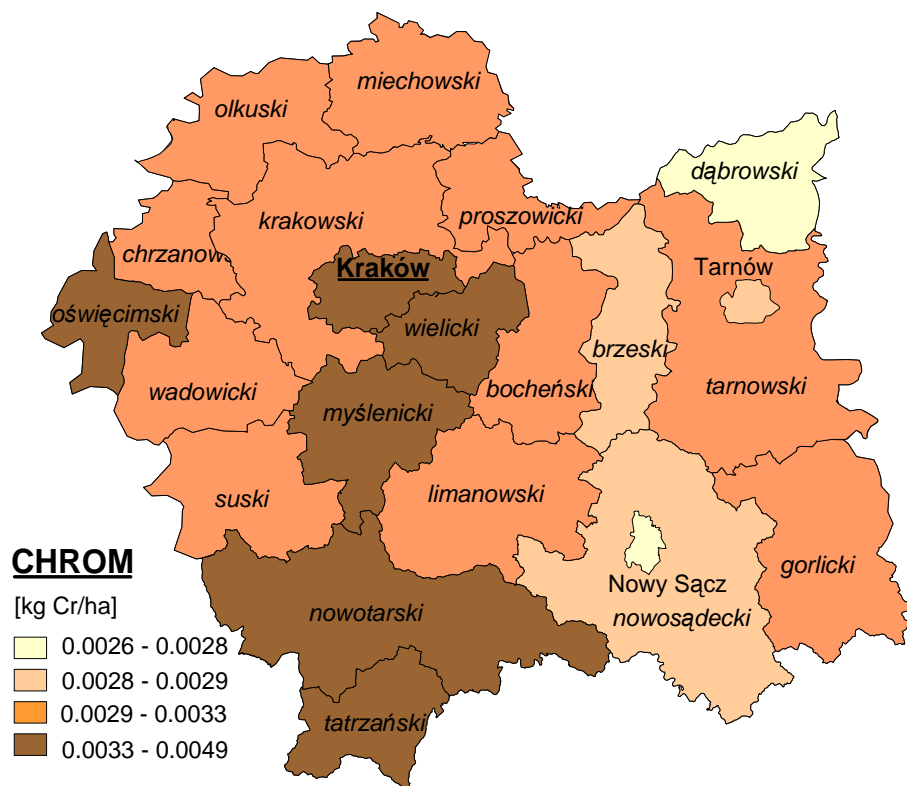 miechowski
olkuski
dąbrowski
krakowski
proszowicki
chrzanow
Kraków
Tarnów
oświęcimski
wielicki
brzeski
wadowicki
bocheński
tarnowski
myślenicki
suski
limanowski
CHROM
gorlicki
[kg Cr/ha]
nowotarski
Nowy Sącz
nowosądecki
0.0026 - 0.0028
0.0028 - 0.0029
0.0029 - 0.0033
0.0033 - 0.0049
tatrzański